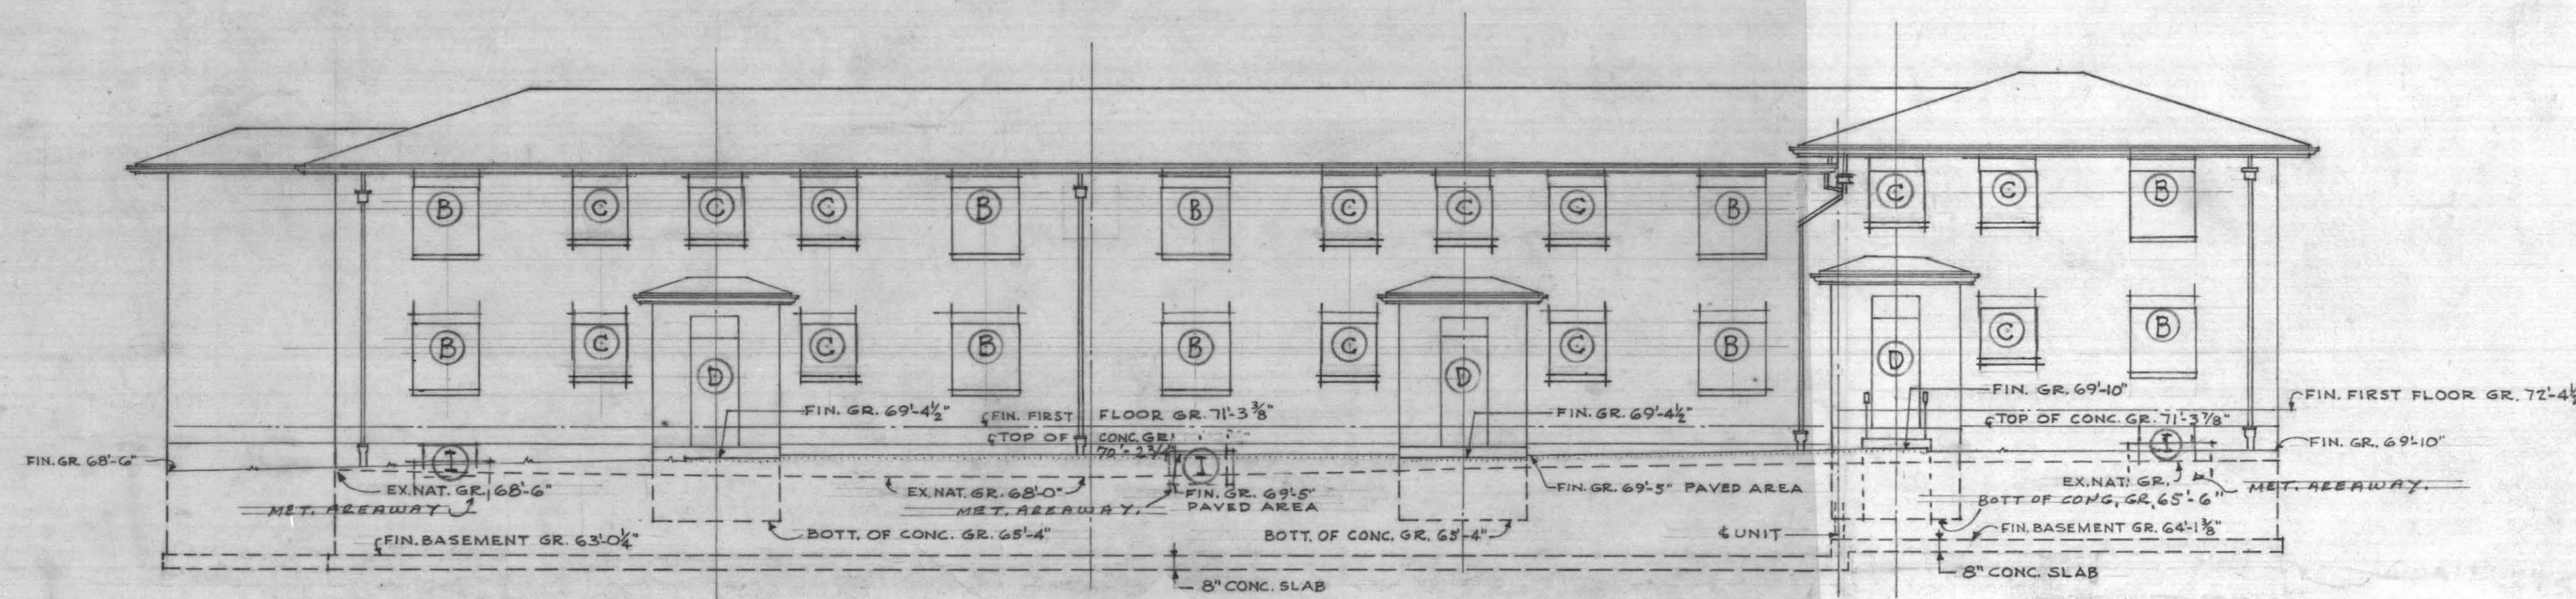 B C C C B B C C C B C C B
B C C B B C C B C B
D D D
FIN. GR. 69'-4½" ₵FIN. FIRST FLOOR GR. 71'-3⅜" FIN. GR. 69'-4½" FIN. GR. 69'-10" FIN. FIRST FLOOR GR. 72'-4½
₵TOP OF CONC. GR. 70'-2¾" ₵TOP OF CONC. GR. 71'-3⅞"
FIN. GR. 68'-6" I I I FIN. GR. 69'-10"
EX. NAT. GR. 68'-6" EX. NAT. GR. 68'-0" FIN. GR. 69'-5" PAVED AREA FIN. GR. 69'-5" PAVED AREA EX. NAT. GR. MET. AREAWAY.
MET. AREAWAY MET. AREAWAY. BOTT OF CONC. GR. 65'-6"
FIN. BASEMENT GR. 63'-0¼" BOTT. OF CONC. GR. 65'-4" BOTT. OF CONC. GR. 65'-4" ₵ UNIT FIN. BASEMENT GR. 64'-1⅜"
8" CONC. SLAB 8" CONC. SLAB